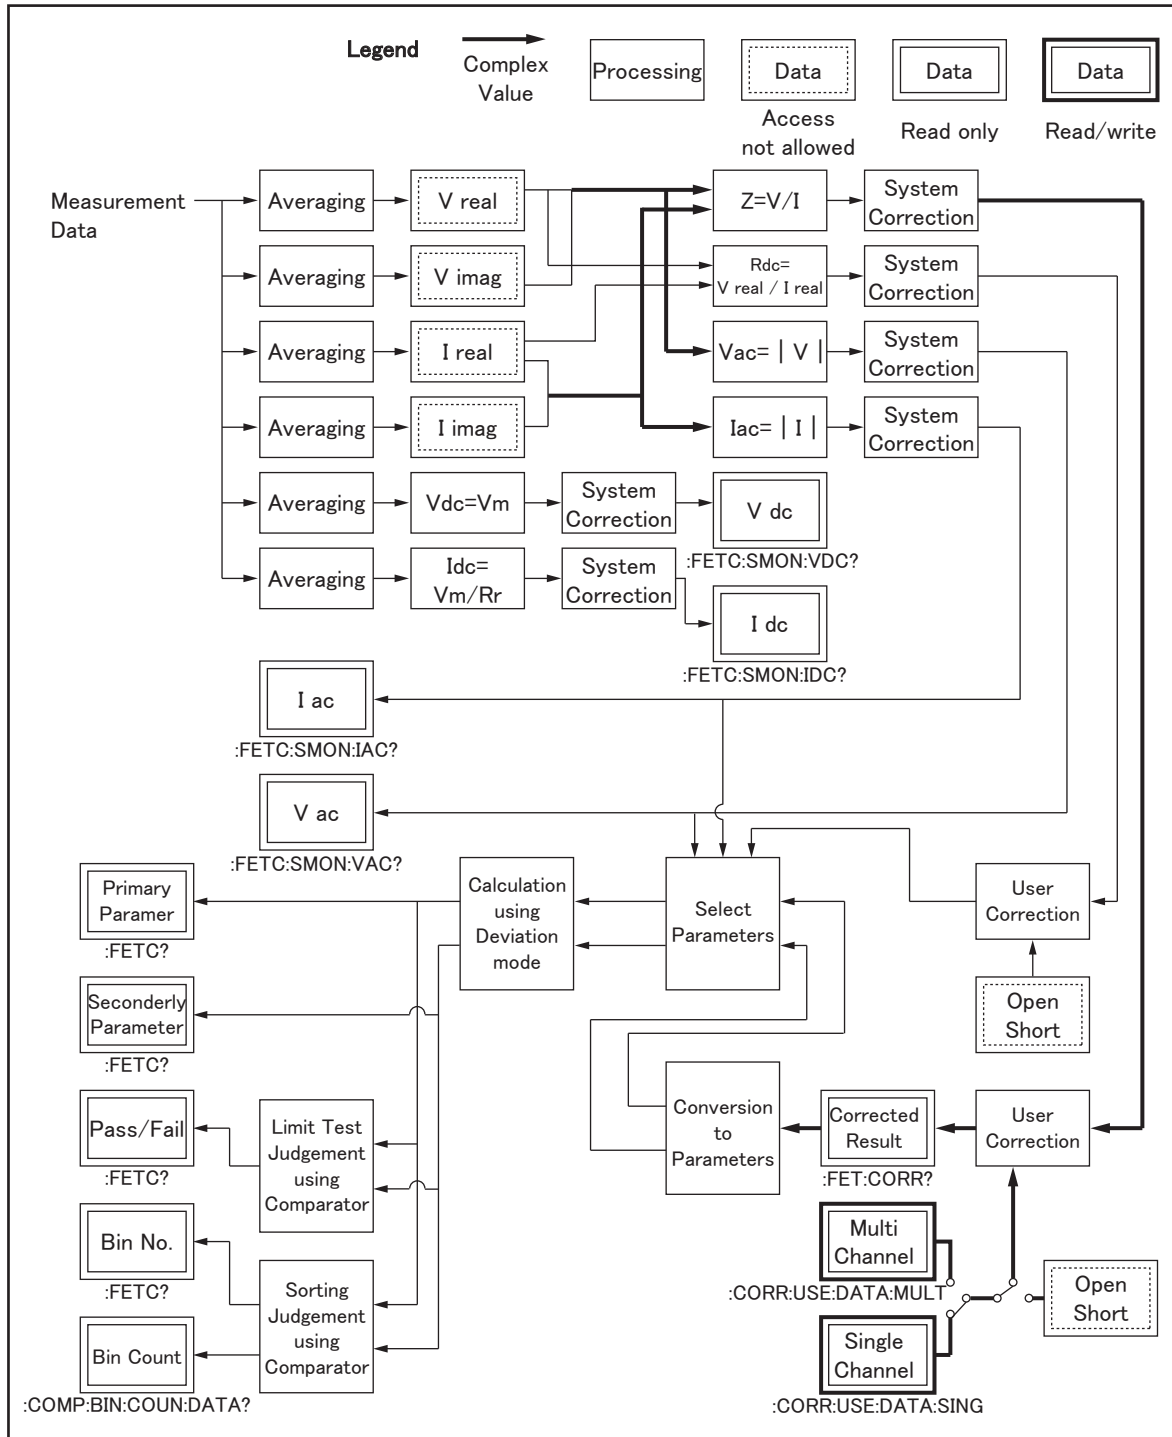 Legend
Complex
Value
Processing
Data
Access
not allowed
Data
Read only
Data
Read/write
Measurement
Data
Averaging
V real
Z=V/I
System
Correction
Averaging
V imag
Rdc=
V real / I real
System
Correction
Averaging
I real
Vac= | V |
System
Correction
Averaging
I imag
Iac= | I |
System
Correction
Averaging
Vdc=Vm
System
Correction
V dc
:FETC:SMON:VDC?
Averaging
Idc=
Vm/Rr
System
Correction
I dc
:FETC:SMON:IDC?
I ac
:FETC:SMON:IAC?
V ac
:FETC:SMON:VAC?
Primary
Paramer
:FETC?
Calculation
using
Deviation
mode
Select
Parameters
User
Correction
Seconderly
Parameter
:FETC?
Open
Short
Pass/Fail
:FETC?
Limit Test
Judgement
using
Comparator
Conversion
to
Parameters
Corrected
Result
:FET:CORR?
User
Correction
Bin No.
:FETC?
Multi
Channel
:CORR:USE:DATA:MULT
Sorting
Judgement
using
Comparator
Open
Short
Bin Count
:COMP:BIN:COUN:DATA?
Single
Channel
:CORR:USE:DATA:SING